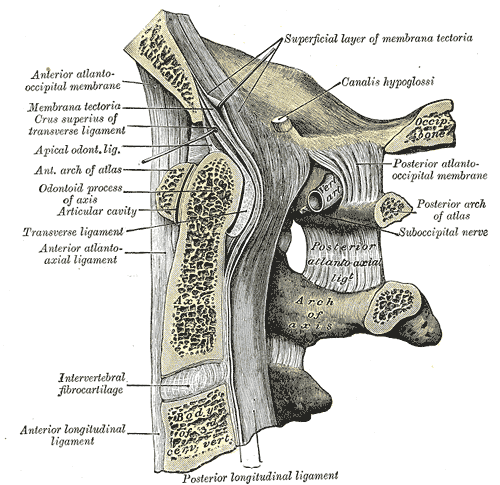 Superficial layer of membrana tectoria
Anterior atlanto-
occipital membrane
Canalis hypoglossi
Membrana tectoria
Crus superius of
transverse ligament
Occip.
bone
Apical odont. lig.
Ant. arch of atlas
Posterior atlanto-
occipital membrane
Odontoid process
of axis
Vert.
art.
Articular cavity
Posterior arch
of atlas
Transverse ligament
Suboccipital nerve
Anterior atlanto-
axial ligament
Posterior
atlanto-axial
ligt
Axis
Arch
of
axis
Intervertebral
fibrocartilage
Body
of
cerv. vert.
Anterior longitudinal
ligament
Posterior longitudinal ligament